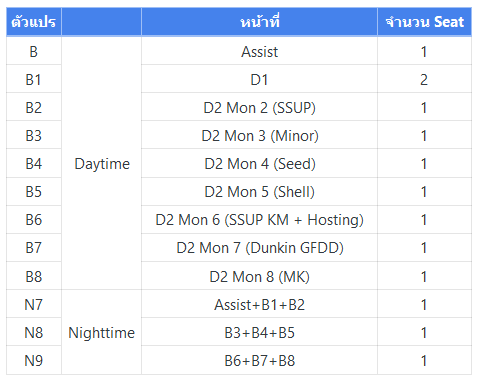 ตัวแปร หน้าที่ จำนวน Seat
B Assist 1
B1 D1 2
B2 D2 Mon 2 (SSUP) 1
B3 D2 Mon 3 (Minor) 1
B4 Daytime D2 Mon 4 (Seed) 1
B5 D2 Mon 5 (Shell) 1
B6 D2 Mon 6 (SSUP KM + Hosting) 1
B7 D2 Mon 7 (Dunkin GFDD) 1
B8 D2 Mon 8 (MK) 1
N7 Assist+B1+B2 1
N8 Nighttime B3+B4+B5 1
N9 B6+B7+B8 1